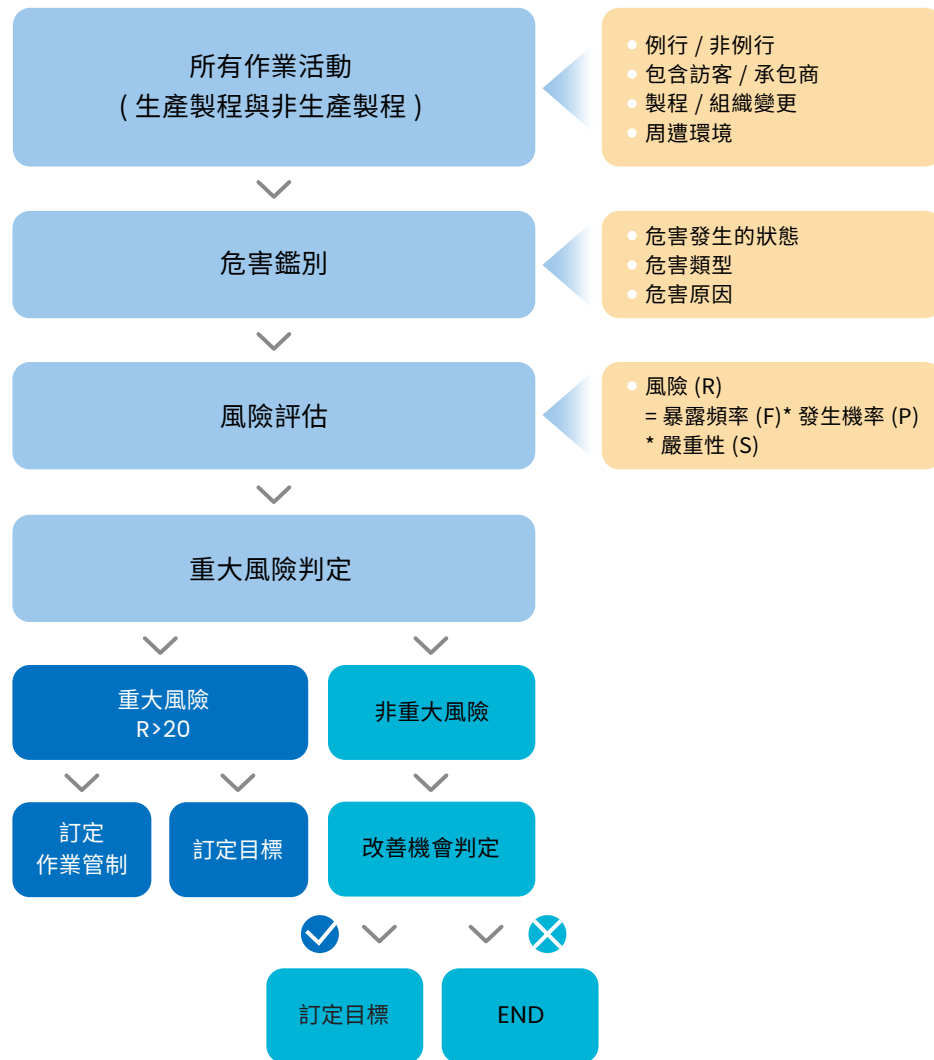 所有作業活動
( 生產製程與非生產製程 )
例行 / 非例行
包含訪客 / 承包商
製程 / 組織變更
周遭環境
危害鑑別
危害發生的狀態
危害類型
危害原因
風險評估
風險 (R)
= 暴露頻率 (F)* 發生機率 (P)
* 嚴重性 (S)
重大風險判定
重大風險
R>20
非重大風險
訂定
作業管制
訂定目標
改善機會判定
訂定目標
END